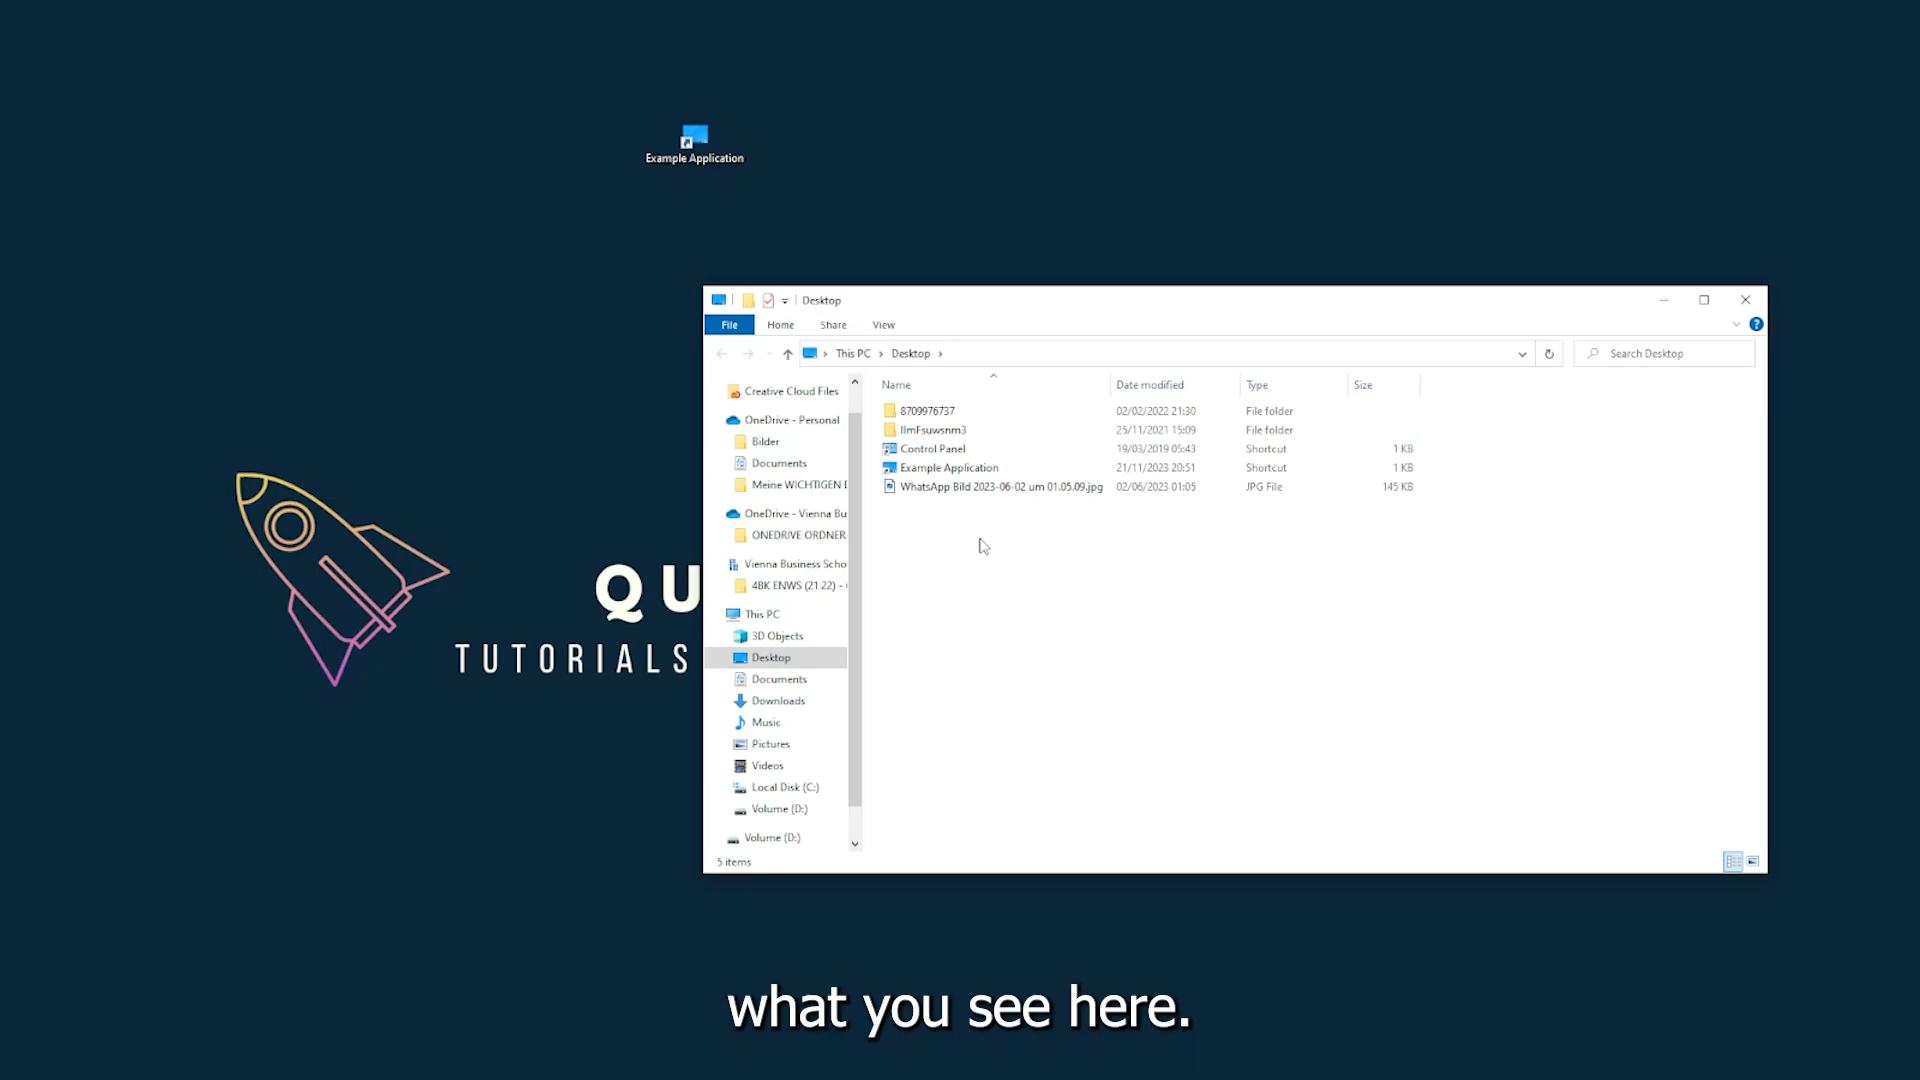 Example Application
QU
TUTORIALS
Desktop
File Home Share View
This PC Desktop
Search Desktop
Name Date modified Type Size
8709976737 02/02/2022 21:30 File folder
IImFsuwsnm3 25/11/2021 15:09 File folder
Control Panel 19/03/2019 05:43 Shortcut 1 KB
Example Application 21/11/2023 20:51 Shortcut 1 KB
WhatsApp Bild 2023-06-02 um 01.05.09.jpg 02/06/2023 01:05 JPG File 145 KB
Creative Cloud Files
OneDrive - Personal
Bilder
Documents
Meine WICHTIGEN
OneDrive - Vienna Bu
ONEDRIVE ORDNER
Vienna Business Scho
4BK ENWS (21 22) -
This PC
3D Objects
Desktop
Documents
Downloads
Music
Pictures
Videos
Local Disk (C:)
Volume (D:)
Volume (D:)
5 items
what you see here.